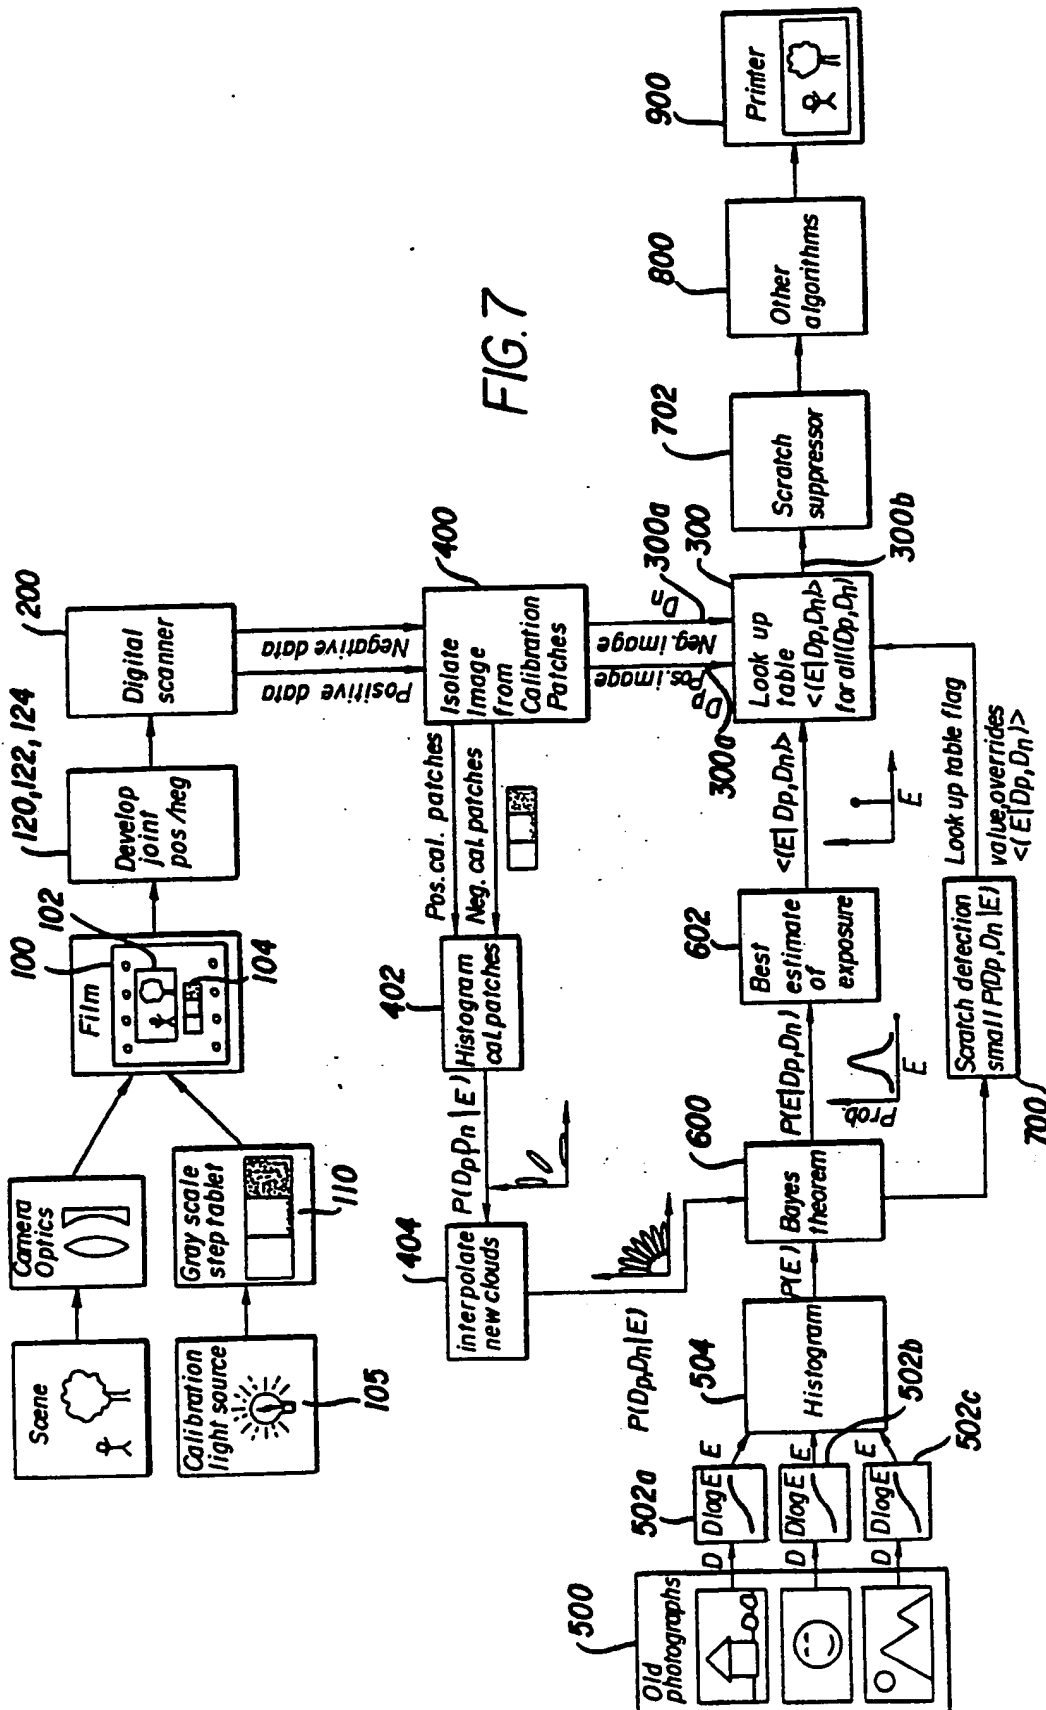 FIG. 7
Scene
Camera
Optics
Calibration
light source
105
Gray scale
step tablet
110
Film
100
102
104
120,122,124
Develop
joint
pos/neg
200
Digital
scanner
Positive data
Negative data
400
Isolate
Image
from
Calibration
Patches
Pos. cal. patches
Neg. cal. patches
402
Histogram
cal. patches
P(Dp,Dn|E)
404
interpolate
new clouds
P(Dp,Dn|E)
Pos. image
Dp
300a
Neg. image
Dn
300a
500
Old
photographs
D
D
D
502a
DlogE
E
502b
DlogE
E
502c
DlogE
E
504
Histogram
P(E)
600
Bayes
theorem
P(E|Dp,Dn)
Prob.
E
602
Best
estimate
of
exposure
<(E|Dp,Dn)>
E
700
Scratch detection
small P(Dp,Dn|E)
Look up table flag
value, overrides
<(E|Dp,Dn)>
300
Look up
table
<(E|Dp,Dn)>
for all(Dp,Dn)
300b
702
Scratch
suppressor
800
Other
algorithms
900
Printer